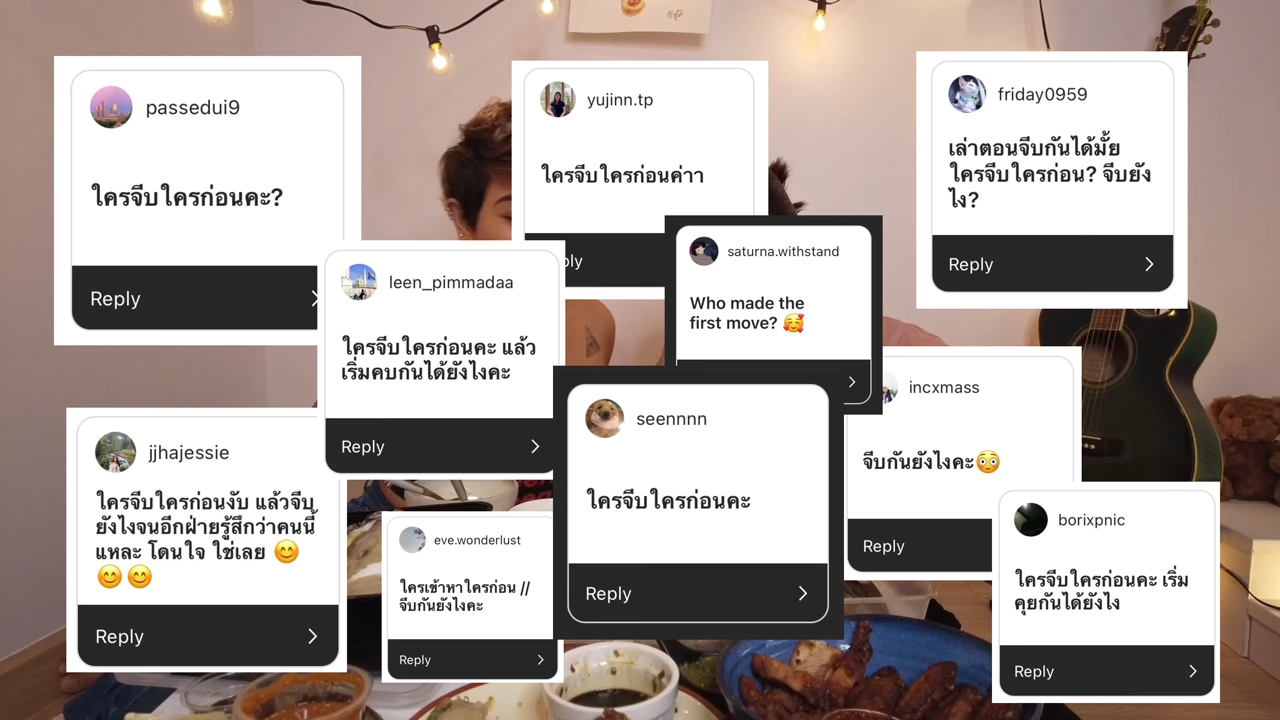 passedui9
ใครจีบใครก่อนคะ?
Reply
yujinn.tp
ใครจีบใครก่อนค่าา
friday0959
เล่าตอนจีบกันได้มั้ย
ใครจีบใครก่อน? จีบยัง
ไง?
Reply
leen_pimmadaa
ใครจีบใครก่อนคะ แล้ว
เริ่มคบกันได้ยังไงคะ
Reply
saturna.withstand
Who made the
first move? 🥰
jjhajessie
ใครจีบใครก่อนงับ แล้วจีบ
ยังไงจนอีกฝ่ายรู้สึกว่าคนนี้
แหละ โดนใจ ใช่เลย 😊
😊😊
Reply
eve.wonderlust
ใครเข้าหาใครก่อน //
จีบกันยังไงคะ
Reply
seennnn
ใครจีบใครก่อนคะ
Reply
incxmass
จีบกันยังไงคะ😳
Reply
borixpnic
ใครจีบใครก่อนคะ เริ่ม
คุยกันได้ยังไง
Reply